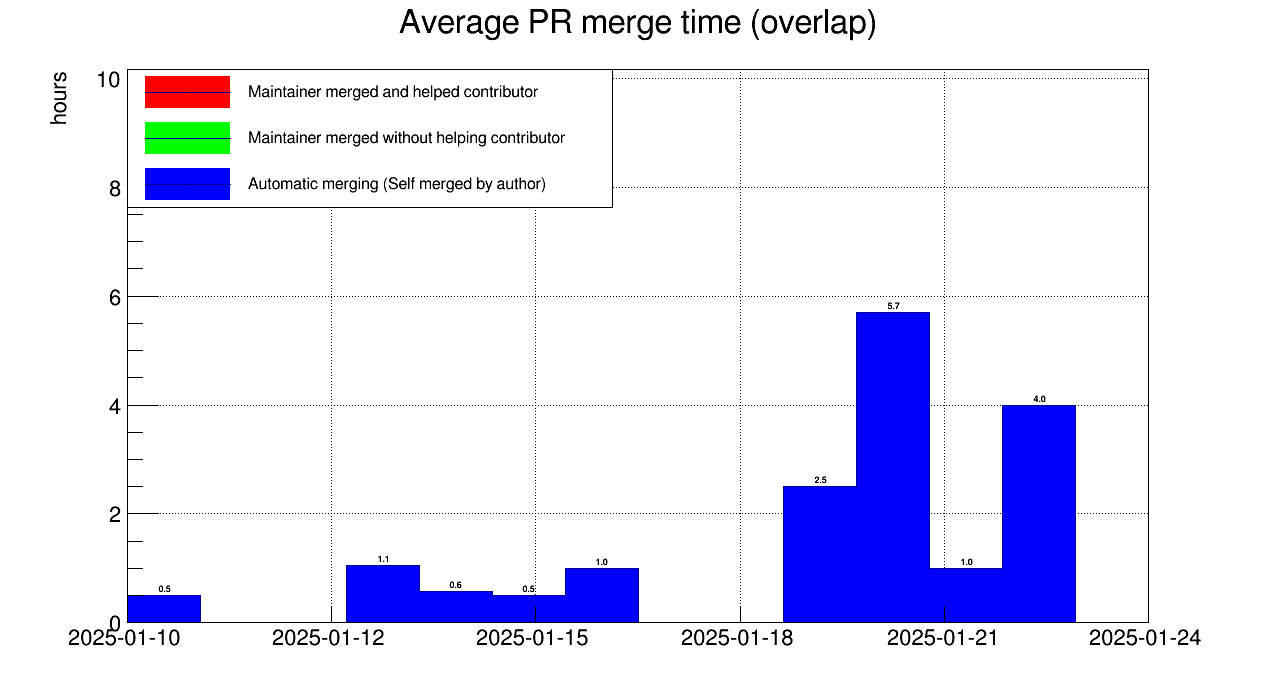 Average PR merge time (overlap)
hours
Maintainer merged and helped contributor
Maintainer merged without helping contributor
Automatic merging (Self merged by author)
10
8
6
4
2
0
0.5
1.1
0.6
0.5
1.0
2.5
5.7
1.0
4.0
2025-01-10 2025-01-12 2025-01-15 2025-01-18 2025-01-21 2025-01-24